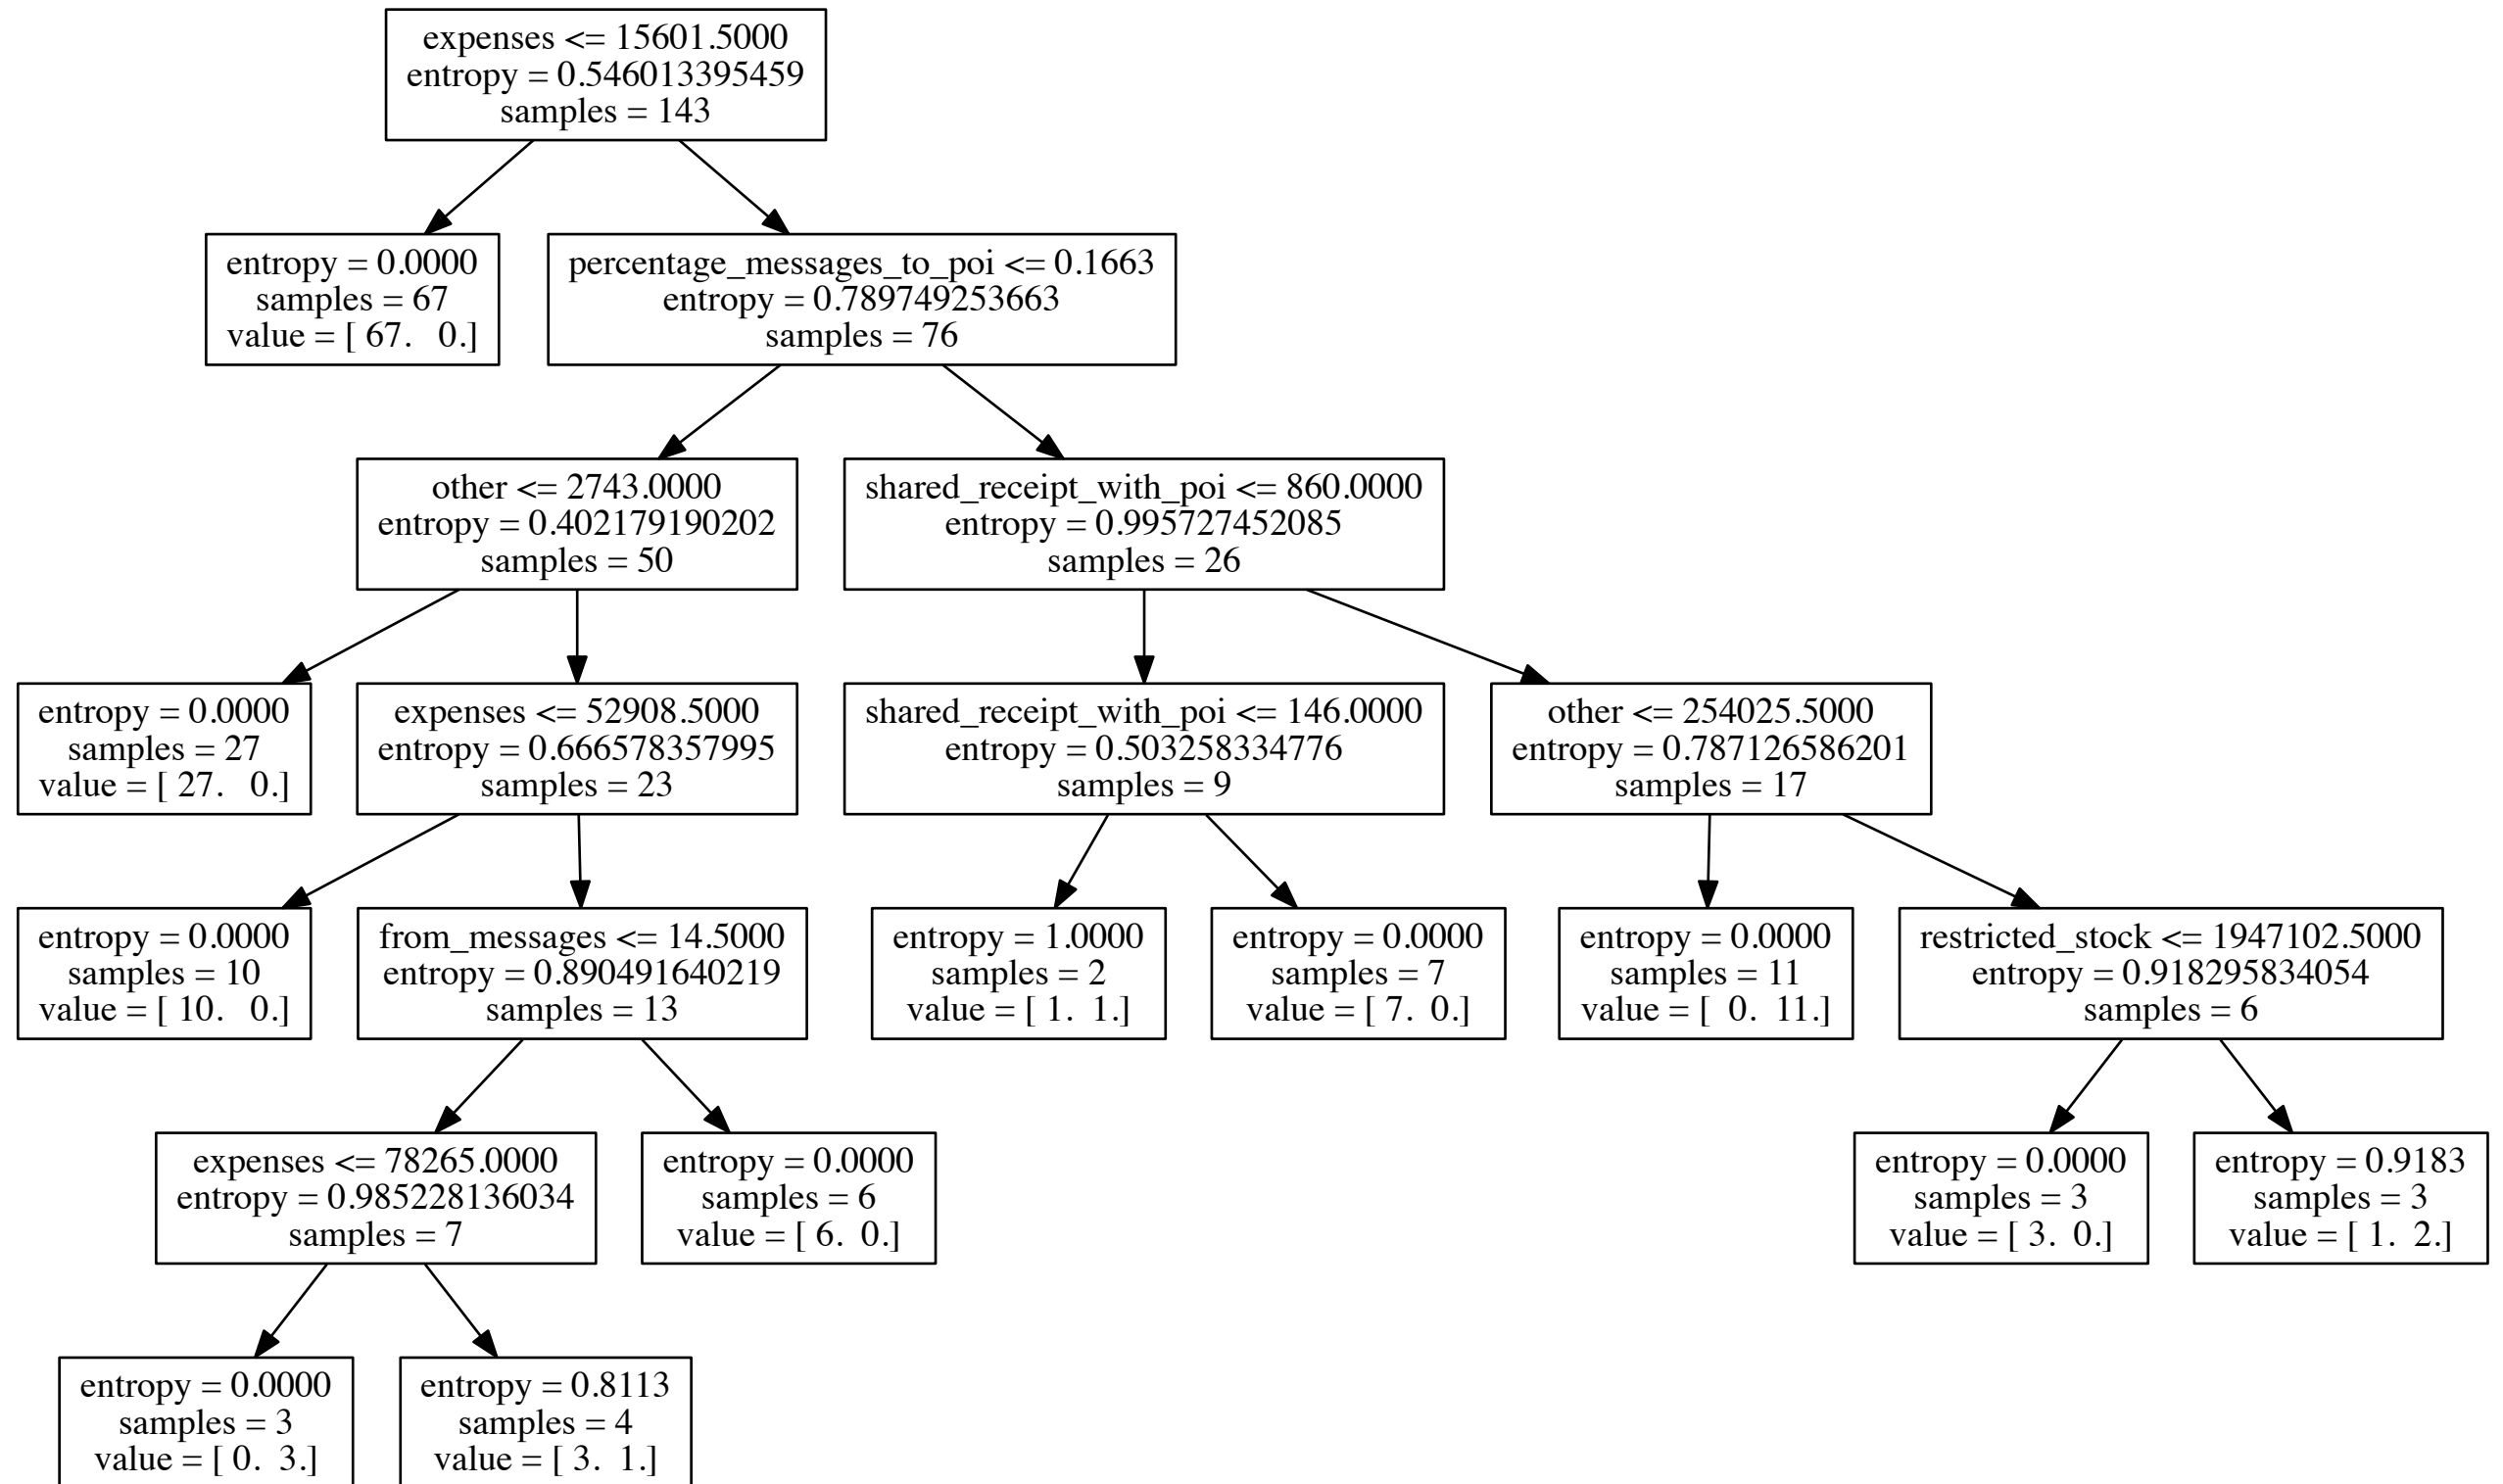 expenses <= 15601.5000
entropy = 0.546013395459
samples = 143
entropy = 0.0000
samples = 67
value = [ 67.   0.]
percentage_messages_to_poi <= 0.1663
entropy = 0.789749253663
samples = 76
other <= 2743.0000
entropy = 0.402179190202
samples = 50
shared_receipt_with_poi <= 860.0000
entropy = 0.995727452085
samples = 26
entropy = 0.0000
samples = 27
value = [ 27.   0.]
expenses <= 52908.5000
entropy = 0.666578357995
samples = 23
shared_receipt_with_poi <= 146.0000
entropy = 0.503258334776
samples = 9
other <= 254025.5000
entropy = 0.787126586201
samples = 17
entropy = 0.0000
samples = 10
value = [ 10.   0.]
from_messages <= 14.5000
entropy = 0.890491640219
samples = 13
entropy = 1.0000
samples = 2
value = [ 1.  1.]
entropy = 0.0000
samples = 7
value = [ 7.  0.]
entropy = 0.0000
samples = 11
value = [  0.  11.]
restricted_stock <= 1947102.5000
entropy = 0.918295834054
samples = 6
expenses <= 78265.0000
entropy = 0.985228136034
samples = 7
entropy = 0.0000
samples = 6
value = [ 6.  0.]
entropy = 0.0000
samples = 3
value = [ 3.  0.]
entropy = 0.9183
samples = 3
value = [ 1.  2.]
entropy = 0.0000
samples = 3
value = [ 0.  3.]
entropy = 0.8113
samples = 4
value = [ 3.  1.]